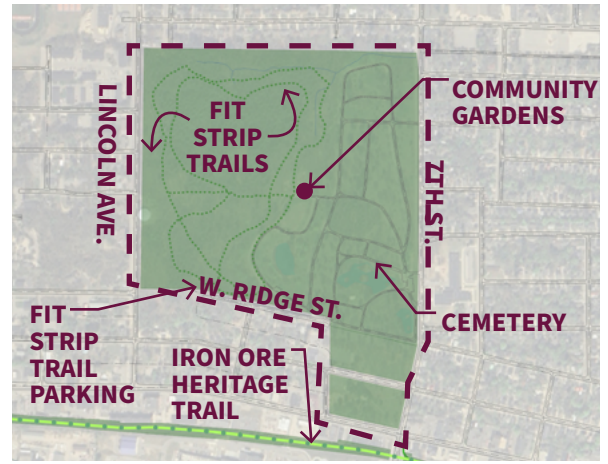 LINCOLN AVE.
FIT
STRIP
TRAILS
COMMUNITY
GARDENS
7TH ST.
W. RIDGE ST.
CEMETERY
FIT
STRIP
TRAIL
PARKING
IRON ORE
HERITAGE
TRAIL